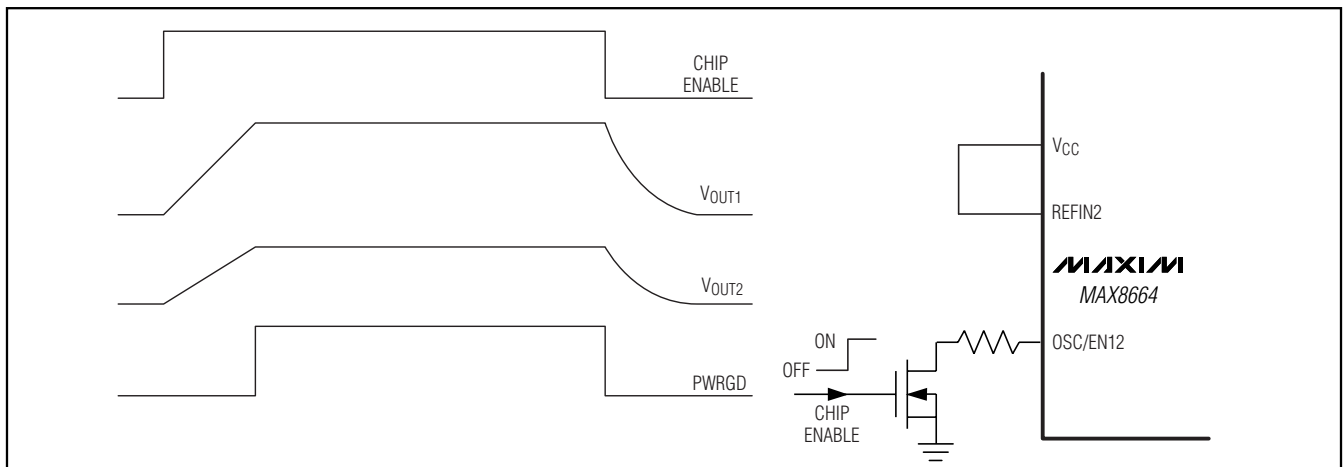 CHIP
ENABLE
VOUT1
VOUT2
PWRGD
VCC
REFIN2
MAXIM
MAX8664
OSC/EN12
ON
OFF
CHIP
ENABLE